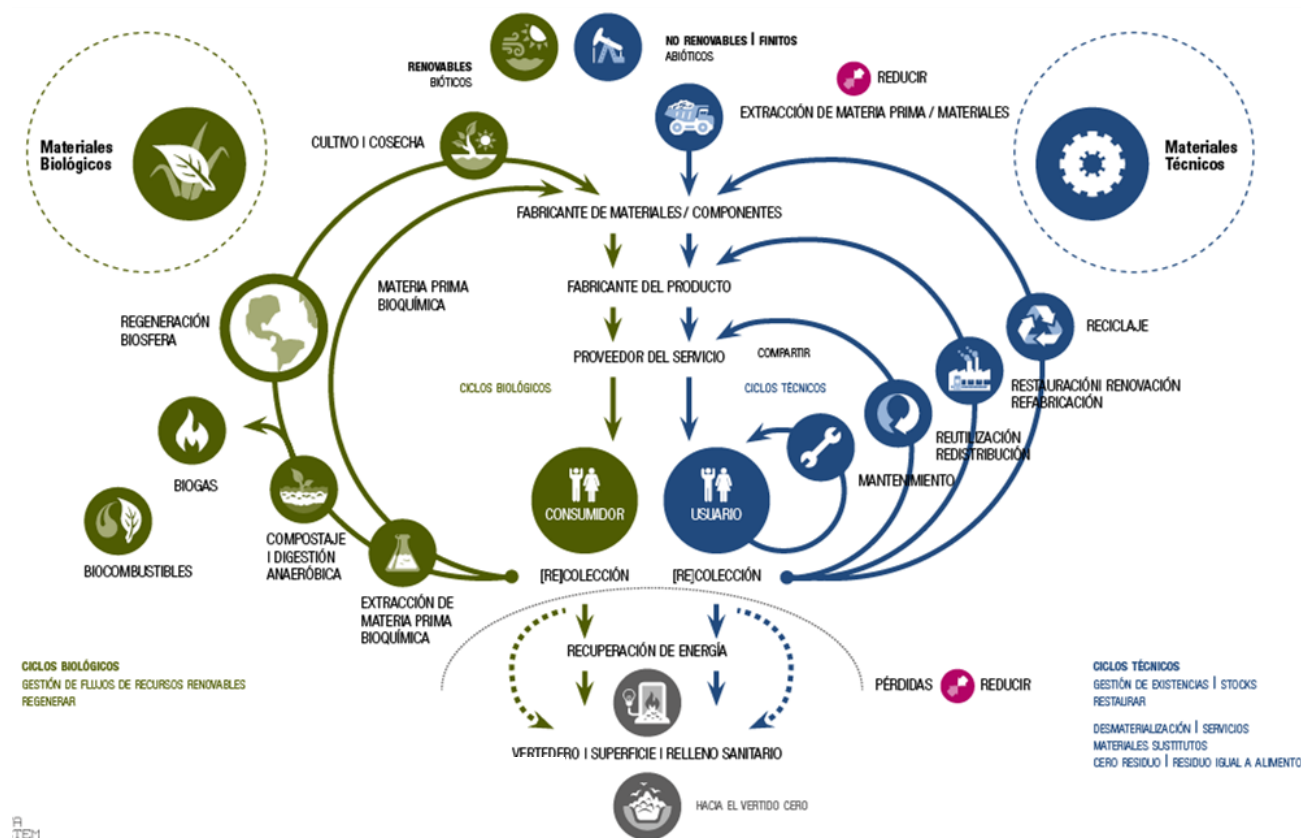 RENOVABLES
BIÓTICOS
NO RENOVABLES | FINITOS
ABIÓTICOS
REDUCIR
EXTRACCIÓN DE MATERIA PRIMA / MATERIALES
Materiales
Biológicos
Materiales
Técnicos
CULTIVO | COSECHA
FABRICANTE DE MATERIALES / COMPONENTES
MATERIA PRIMA
BIOQUÍMICA
FABRICANTE DEL PRODUCTO
REGENERACIÓN
BIOSFERA
RECICLAJE
PROVEEDOR DEL SERVICIO
COMPARTIR
CICLOS BIOLÓGICOS
CICLOS TÉCNICOS
RESTAURACIÓNI RENOVACIÓN
REFABRICACIÓN
REUTILIZACIÓN
REDISTRIBUCIÓN
MANTENIMIENTO
BIOGAS
CONSUMIDOR
USUARIO
COMPOSTAJE
| DIGESTIÓN
ANAERÓBICA
BIOCOMBUSTIBLES
[RE]COLECCIÓN
[RE]COLECCIÓN
EXTRACCIÓN DE
MATERIA PRIMA
BIOQUÍMICA
RECUPERACIÓN DE ENERGÍA
CICLOS BIOLÓGICOS
GESTIÓN DE FLUJOS DE RECURSOS RENOVABLES
REGENERAR
PÉRDIDAS
REDUCIR
CICLOS TÉCNICOS
GESTIÓN DE EXISTENCIAS | STOCKS
RESTAURAR
DESMATERIALIZACIÓN | SERVICIOS
MATERIALES SUSTITUTOS
CERO RESIDUO | RESIDUO IGUAL A ALIMENTO
VERTEDERO | SUPERFICIE | RELLENO SANITARIO
HACIA EL VERTIDO CERO